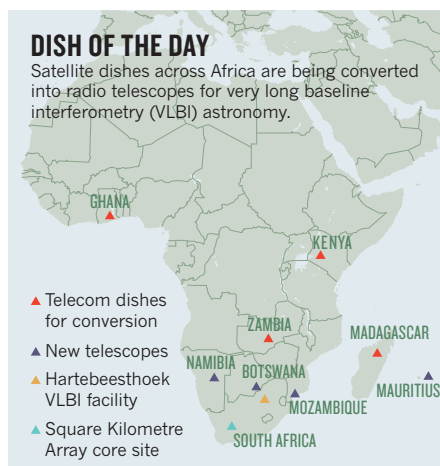 DISH OF THE DAY
Satellite dishes across Africa are being converted
into radio telescopes for very long baseline
interferometry (VLBI) astronomy.
GHANA
KENYA
Telecom dishes
for conversion
ZAMBIA
MADAGASCAR
New telescopes
NAMIBIA
BOTSWANA
MAURITIUS
Hartebeesthoek
VLBI facility
MOZAMBIQUE
Square Kilometre
Array core site
SOUTH AFRICA